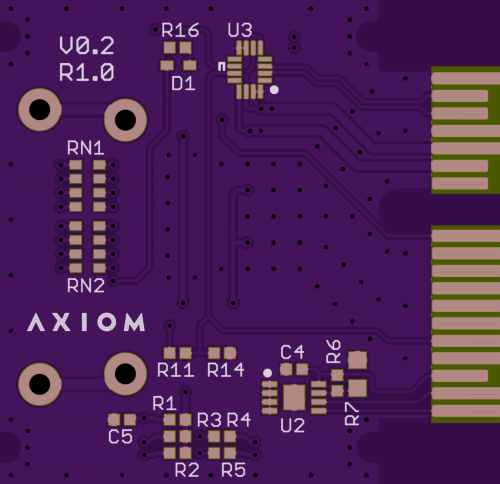 R16 U3
V0.2
R1.0
n
D1
RN1
RN2
AXIOM
R11 R14
C4
R6
R7
U2
R1
C5
R3 R4
R2 R5